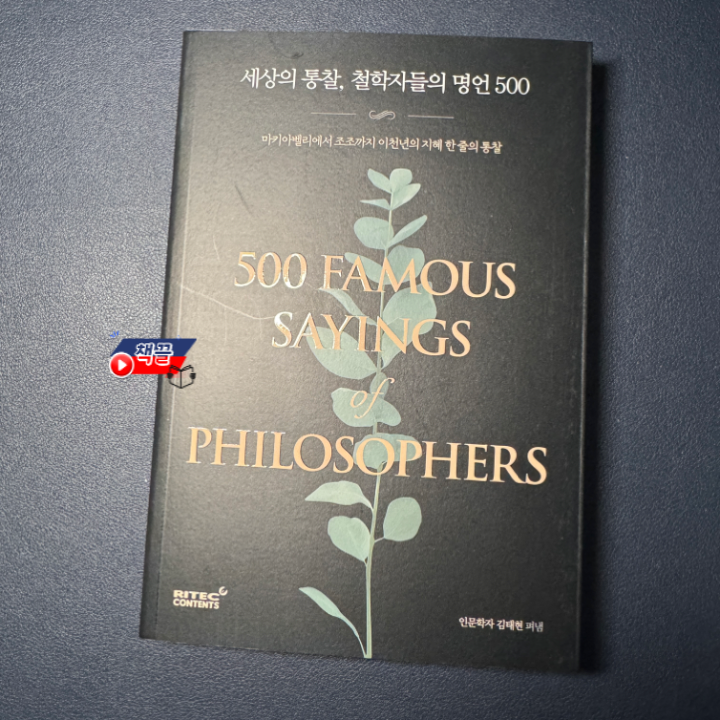 세상의 통찰, 철학자들의 명언 500
마키아벨리에서 조조까지 이천년의 지혜 한 줄의 통찰
500 FAMOUS
SAYINGS
of
PHILOSOPHERS
책끌
RITEC
CONTENTS
인문학자 김태현 펴냄